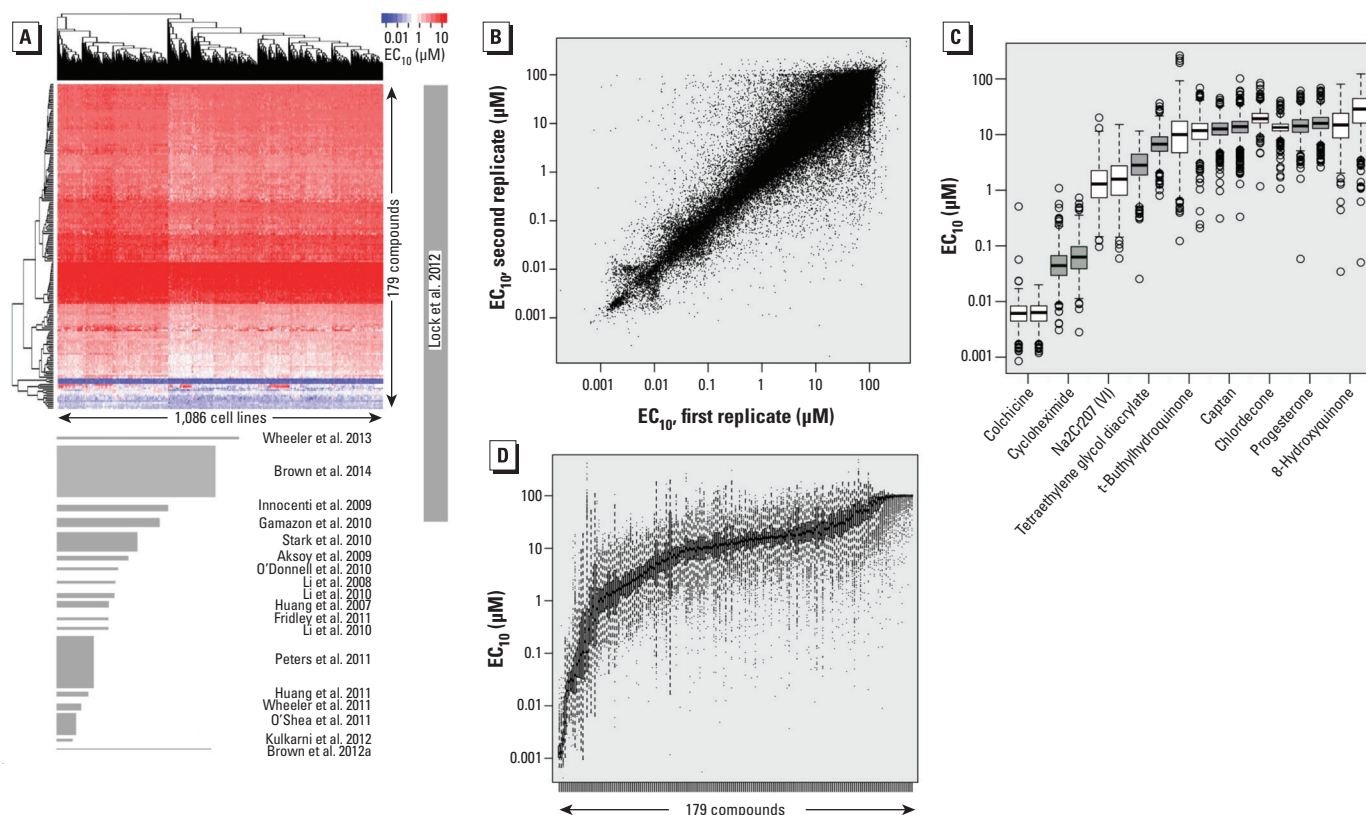 A
0.01 1 10
EC10 (µM)
179 compounds
Lock et al. 2012
1,086 cell lines
Wheeler et al. 2013
Brown et al. 2014
Innocenti et al. 2009
Gamazon et al. 2010
Stark et al. 2010
Aksoy et al. 2009
O'Donnell et al. 2010
Li et al. 2008
Li et al. 2010
Huang et al. 2007
Fridley et al. 2011
Li et al. 2010
Peters et al. 2011
Huang et al. 2011
Wheeler et al. 2011
O'Shea et al. 2011
Kulkarni et al. 2012
Brown et al. 2012a
B
EC10, second replicate (µM)
100
10
1
0.1
0.01
0.001
0.001 0.01 0.1 1 10 100
EC10, first replicate (µM)
C
EC10 (µM)
100
10
1
0.1
0.01
0.001
Colchicine
Cycloheximide
Na2Cr207 (VI)
Tetraethylene glycol diacrylate
t-Buthylhydroquinone
Captan
Chlordecone
Progesterone
8-Hydroxyquinone
D
EC10 (µM)
100
10
1
0.1
0.01
0.001
179 compounds